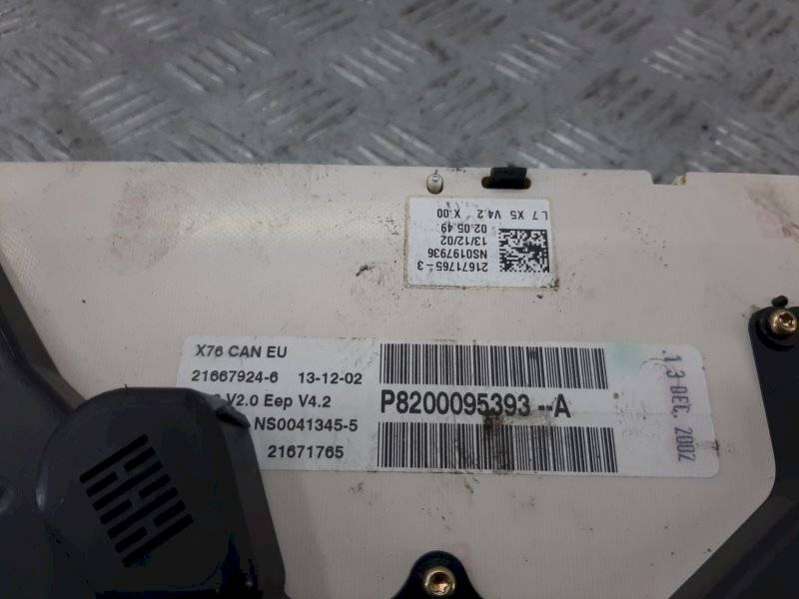 21671765-3
NS0197936
13/12/02
02.05.49
L7 X5 V4.2 X.00
X76 CAN EU
21667924-6 13-12-02
V2.0 Eep V4.2
NS0041345-5
21671765
P8200095393--A
13 DEC. 2002